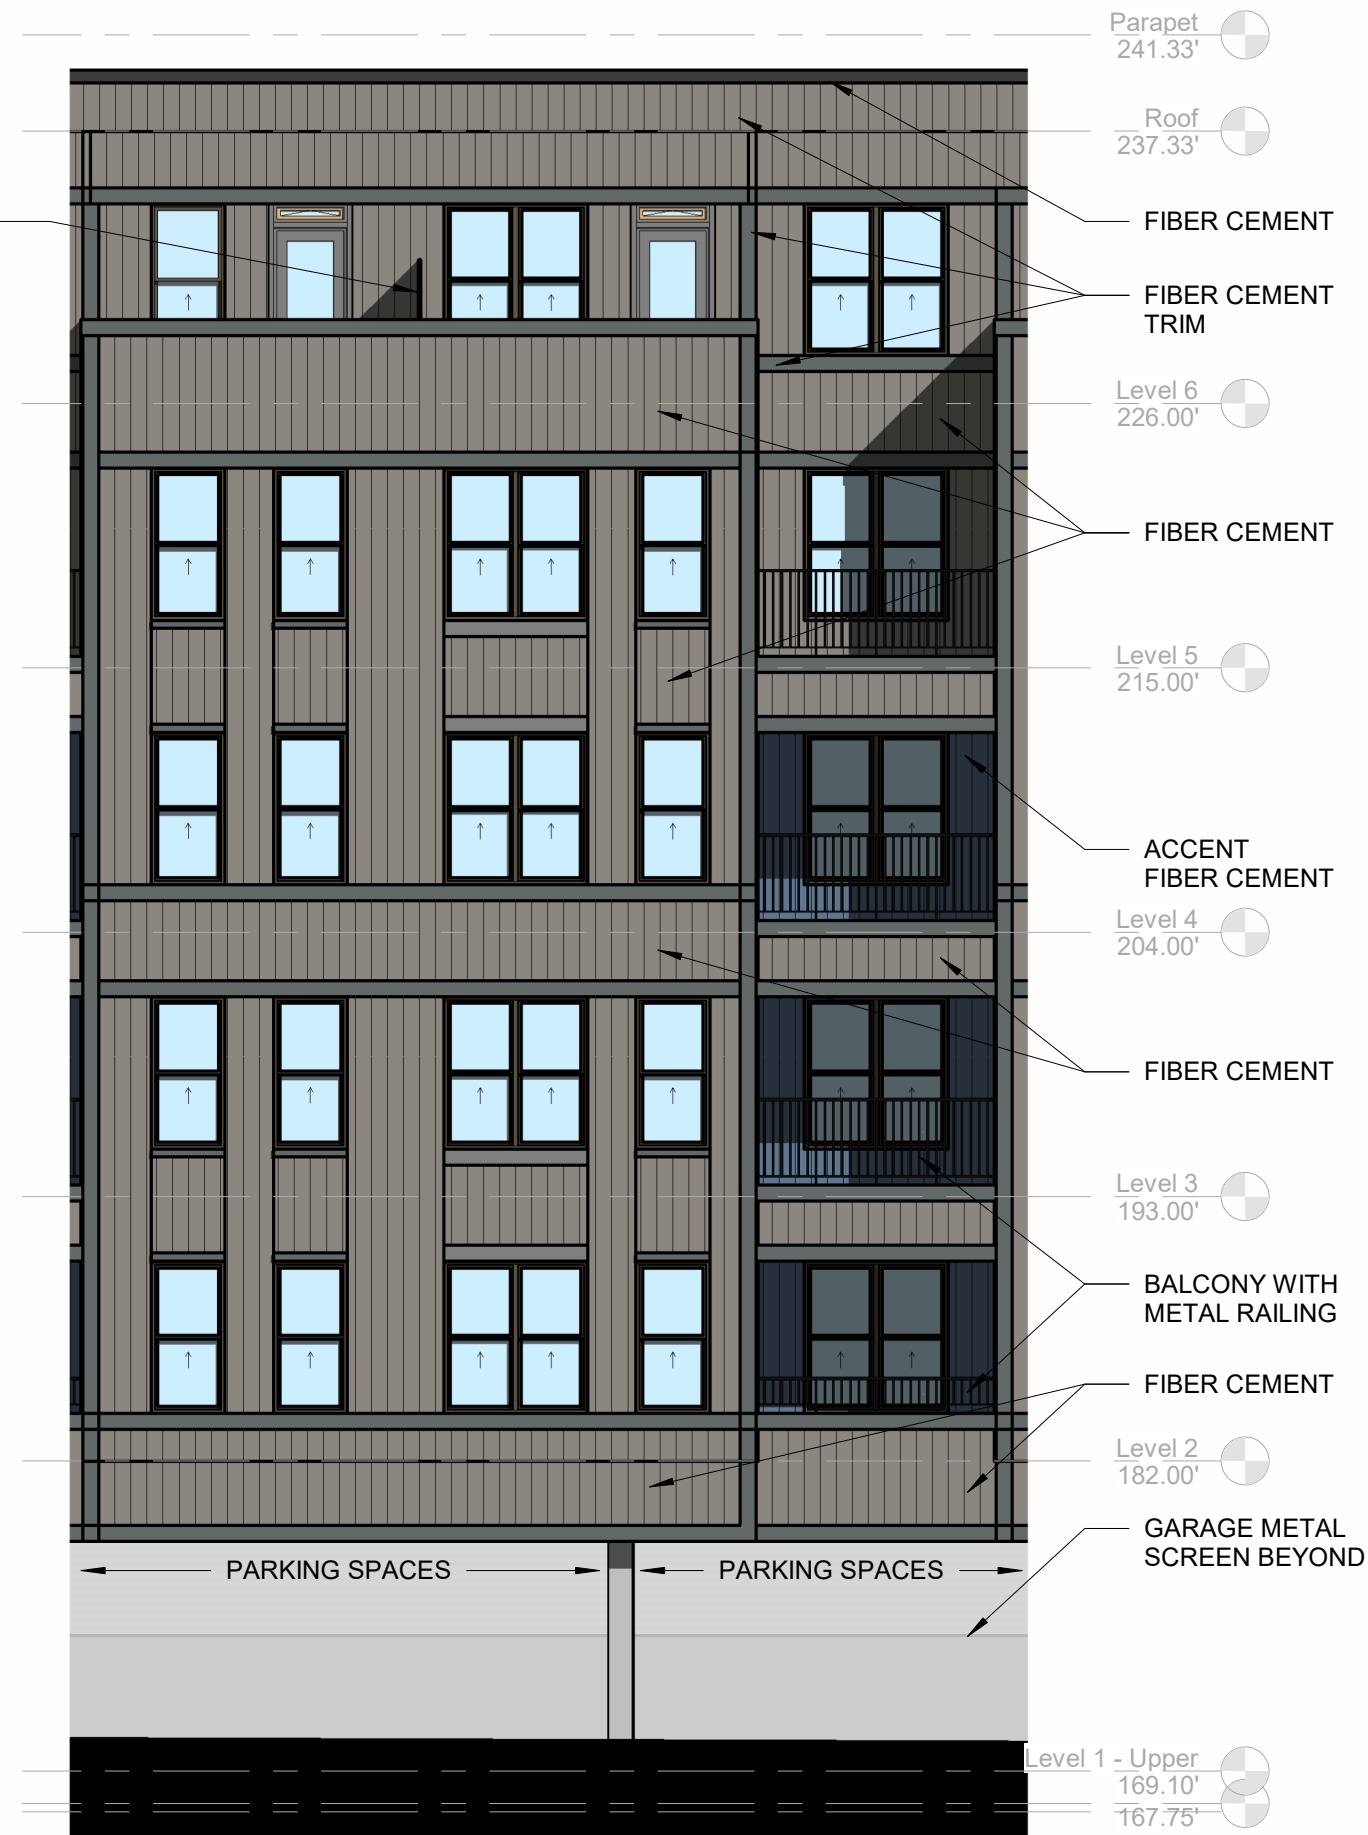 Parapet
241.33'
Roof
237.33'
FIBER CEMENT
FIBER CEMENT
TRIM
Level 6
226.00'
FIBER CEMENT
Level 5
215.00'
ACCENT
FIBER CEMENT
Level 4
204.00'
FIBER CEMENT
Level 3
193.00'
BALCONY WITH
METAL RAILING
FIBER CEMENT
Level 2
182.00'
GARAGE METAL
SCREEN BEYOND
PARKING SPACES
PARKING SPACES
Level 1 - Upper
169.10'
167.75'